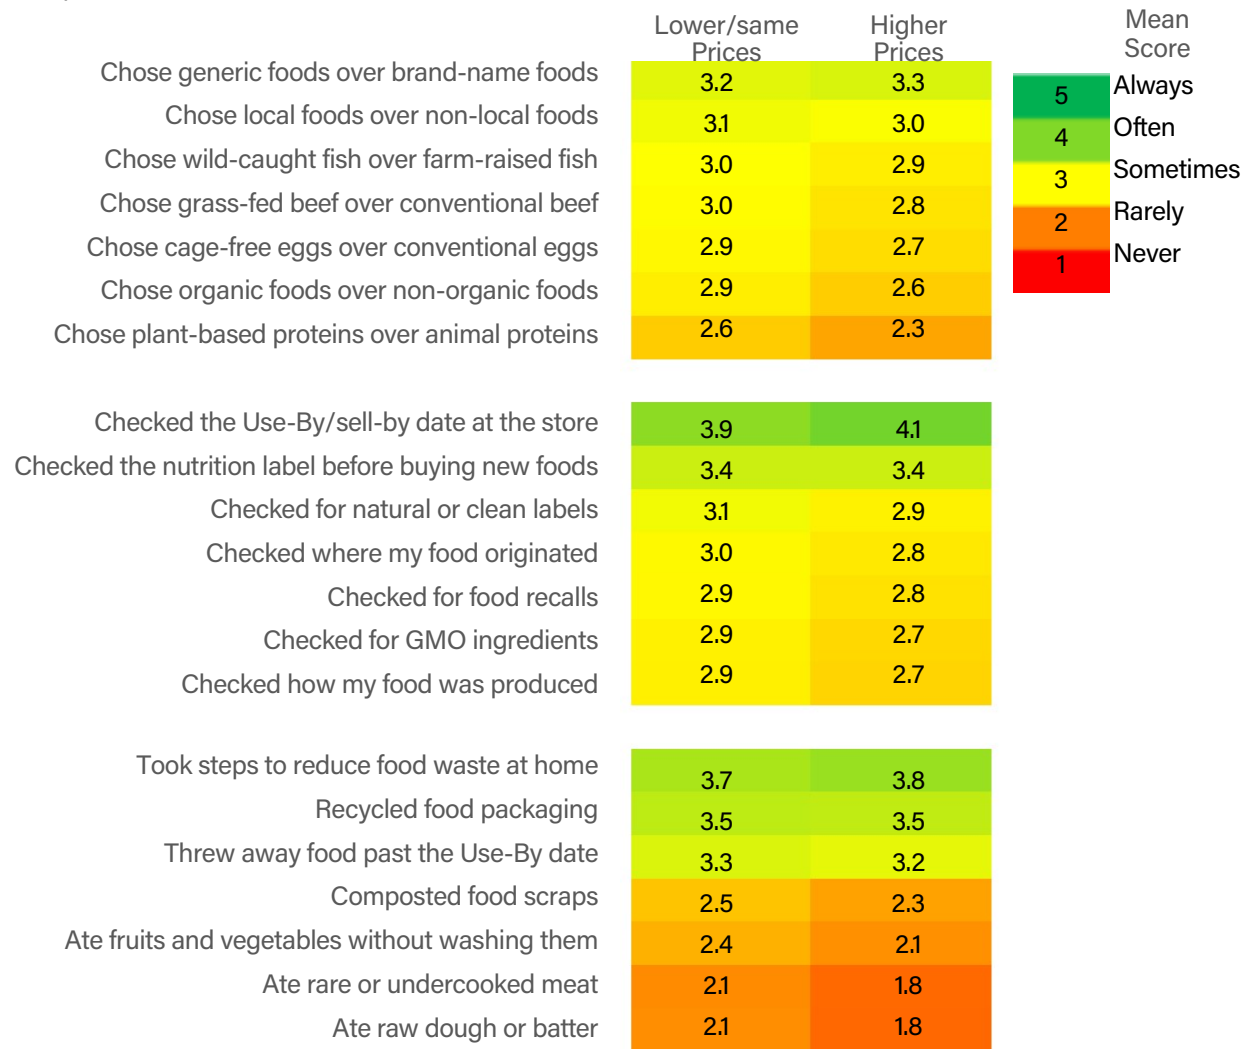 Lower/same Prices
Higher Prices
Mean Score
Chose generic foods over brand-name foods 3.2 3.3
Chose local foods over non-local foods 3.1 3.0
Chose wild-caught fish over farm-raised fish 3.0 2.9
Chose grass-fed beef over conventional beef 3.0 2.8
Chose cage-free eggs over conventional eggs 2.9 2.7
Chose organic foods over non-organic foods 2.9 2.6
Chose plant-based proteins over animal proteins 2.6 2.3
5 Always
4 Often
3 Sometimes
2 Rarely
1 Never
Checked the Use-By/sell-by date at the store 3.9 4.1
Checked the nutrition label before buying new foods 3.4 3.4
Checked for natural or clean labels 3.1 2.9
Checked where my food originated 3.0 2.8
Checked for food recalls 2.9 2.8
Checked for GMO ingredients 2.9 2.7
Checked how my food was produced 2.9 2.7
Took steps to reduce food waste at home 3.7 3.8
Recycled food packaging 3.5 3.5
Threw away food past the Use-By date 3.3 3.2
Composted food scraps 2.5 2.3
Ate fruits and vegetables without washing them 2.4 2.1
Ate rare or undercooked meat 2.1 1.8
Ate raw dough or batter 2.1 1.8